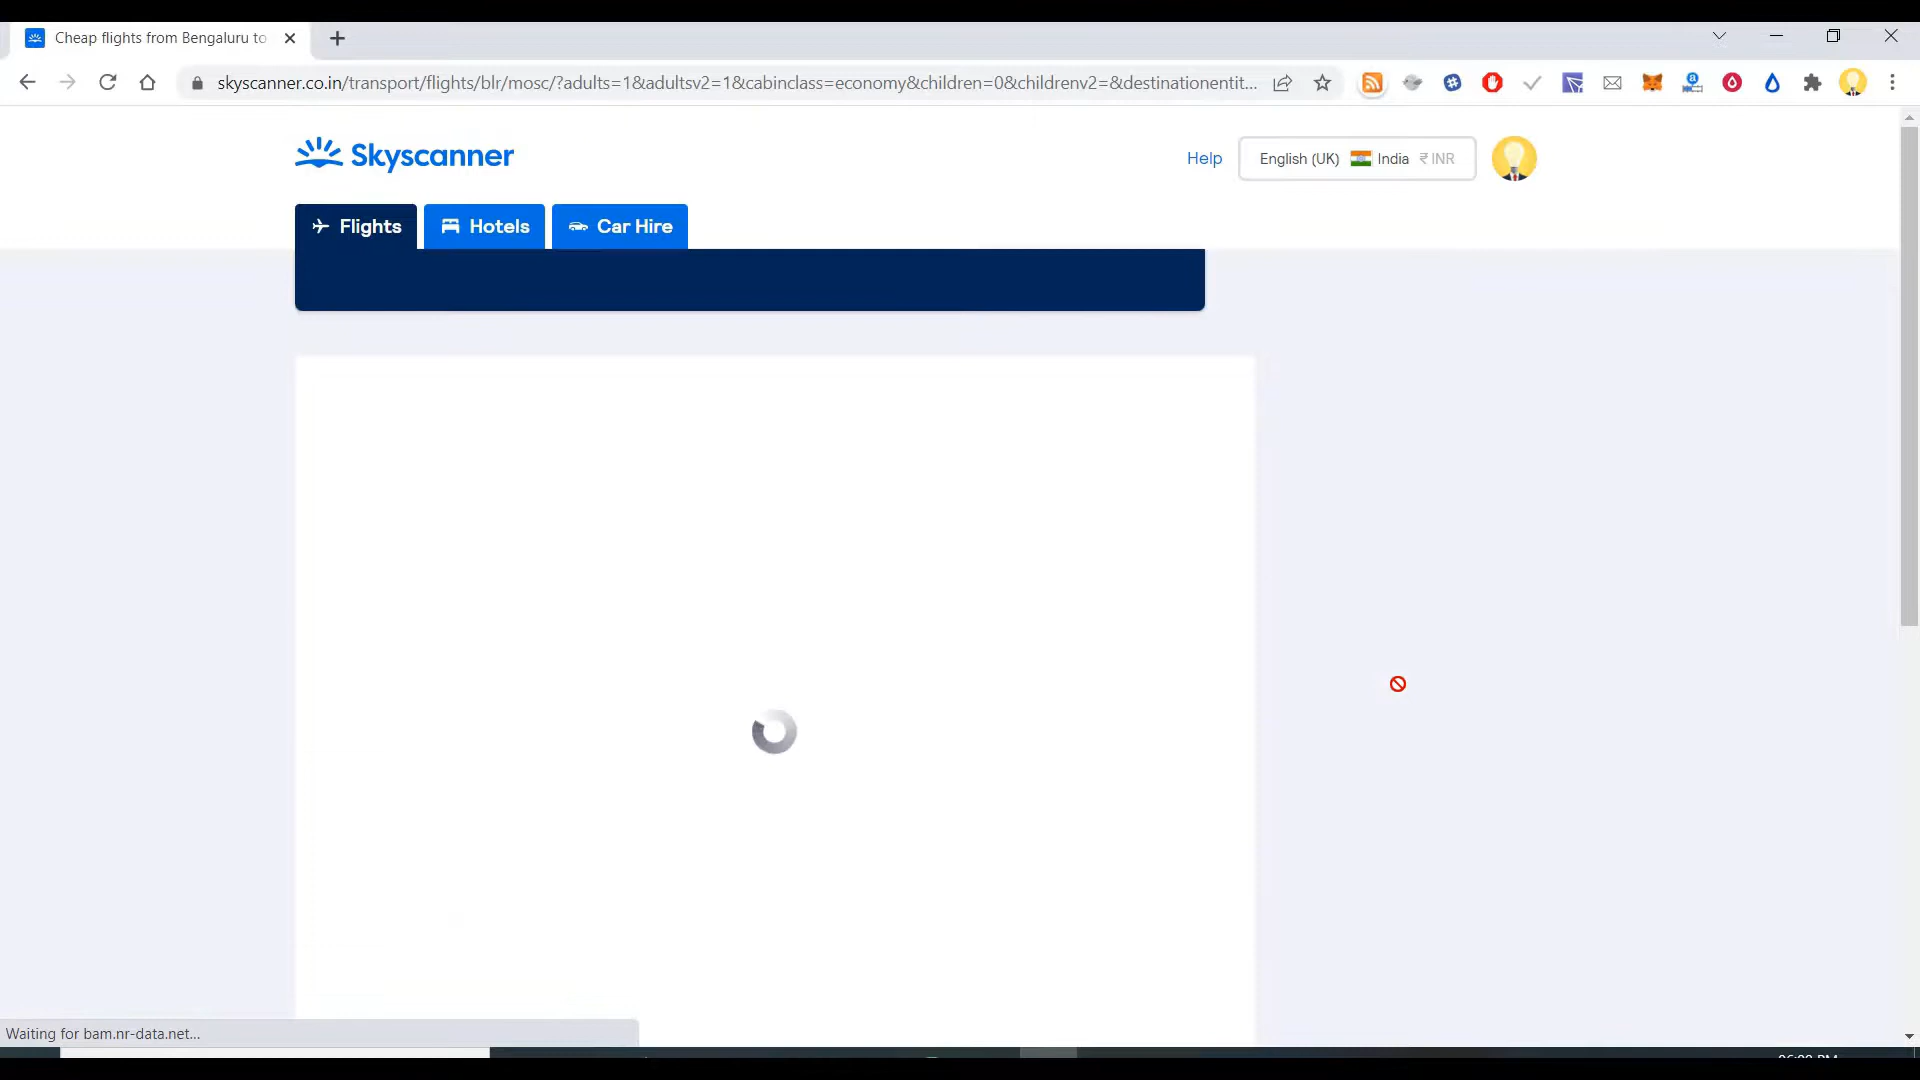 Cheap flights from Bengaluru to
skyscanner.co.in/transport/flights/blr/mosc/?adults=1&adultsv2=1&cabinclass=economy&children=0&childrenv2=&destinationentit...
Skyscanner
Help
English (UK) India ₹ INR
Flights
Hotels
Car Hire
Waiting for bam.nr-data.net...